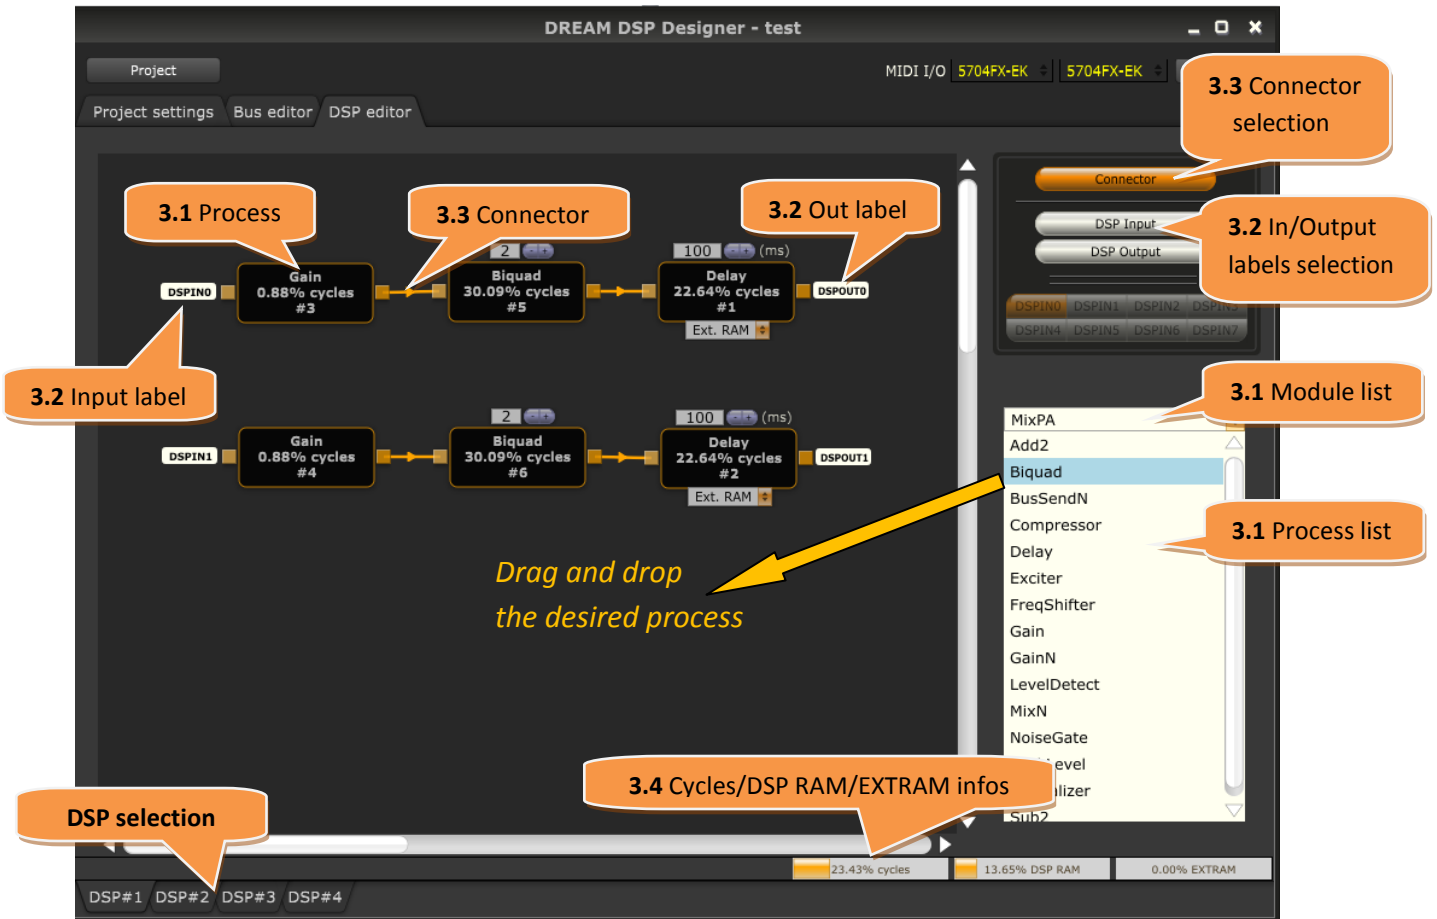 DREAM DSP Designer - test
Project
MIDI I/O 5704FX-EK 5704FX-EK
3.3 Connector
selection
Project settings Bus editor DSP editor
Connector
3.1 Process
3.3 Connector
3.2 Out label
DSP Input
DSP Output
3.2 In/Output
labels selection
2
100 (ms)
DSPIN0
Gain
0.88% cycles
#3
Biquad
30.09% cycles
#5
Delay
22.64% cycles
#1
DSPOUT0
Ext. RAM
DSPIN0 DSPIN1 DSPIN2 DSPIN3
DSPIN4 DSPIN5 DSPIN6 DSPIN7
3.2 Input label
3.1 Module list
2
100 (ms)
DSPIN1
Gain
0.88% cycles
#4
Biquad
30.09% cycles
#6
Delay
22.64% cycles
#2
DSPOUT1
Ext. RAM
MixPA
Add2
Biquad
BusSendN
Compressor
Delay
Exciter
FreqShifter
Gain
GainN
LevelDetect
MixN
NoiseGate
Sub2
3.1 Process list
Drag and drop
the desired process
3.4 Cycles/DSP RAM/EXTRAM infos
DSP selection
23.43% cycles 13.65% DSP RAM 0.00% EXTRAM
DSP#1 DSP#2 DSP#3 DSP#4